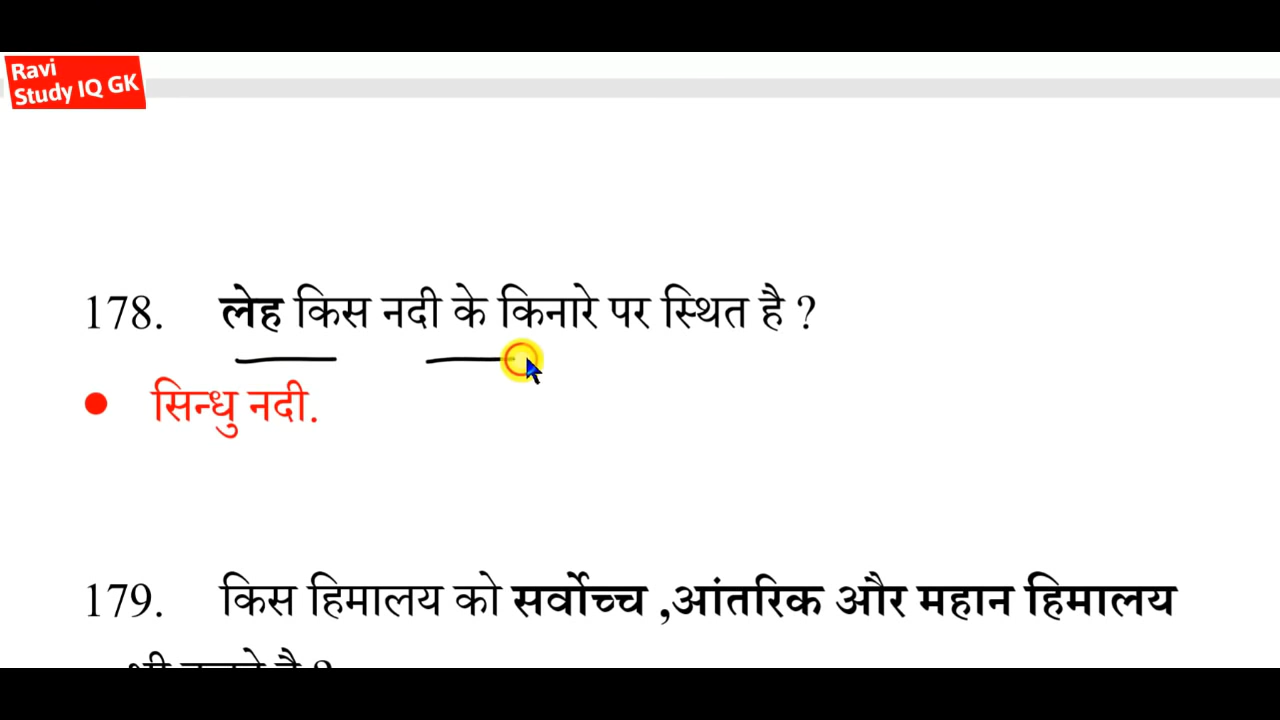 Ravi
Study IQ GK
178. लेह किस नदी के किनारे पर स्थित है ?
• सिन्धु नदी.
179. किस हिमालय को सर्वोच्च ,आंतरिक और महान हिमालय